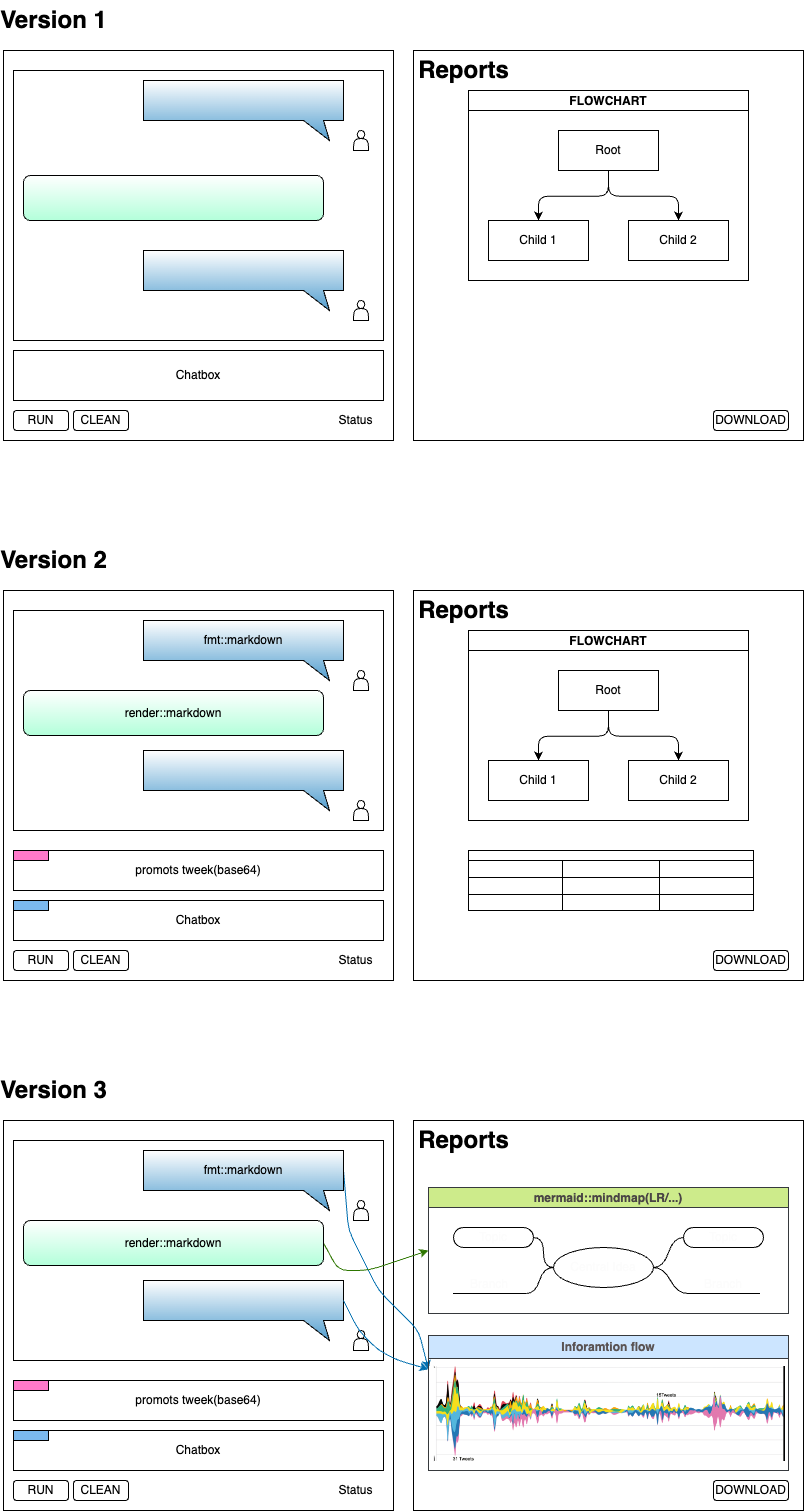 Version 1
Reports
FLOWCHART
Root
Child 1
Child 2
Chatbox
RUN
CLEAN
Status
DOWNLOAD
Version 2
fmt::markdown
render::markdown
promots tweek(base64)
Chatbox
RUN
CLEAN
Status
Reports
FLOWCHART
Root
Child 1
Child 2
DOWNLOAD
Version 3
fmt::markdown
render::markdown
promots tweek(base64)
Chatbox
RUN
CLEAN
Status
Reports
mermaid::mindmap(LR/...)
Inforamtion flow
15Tweets
31 Tweets
DOWNLOAD